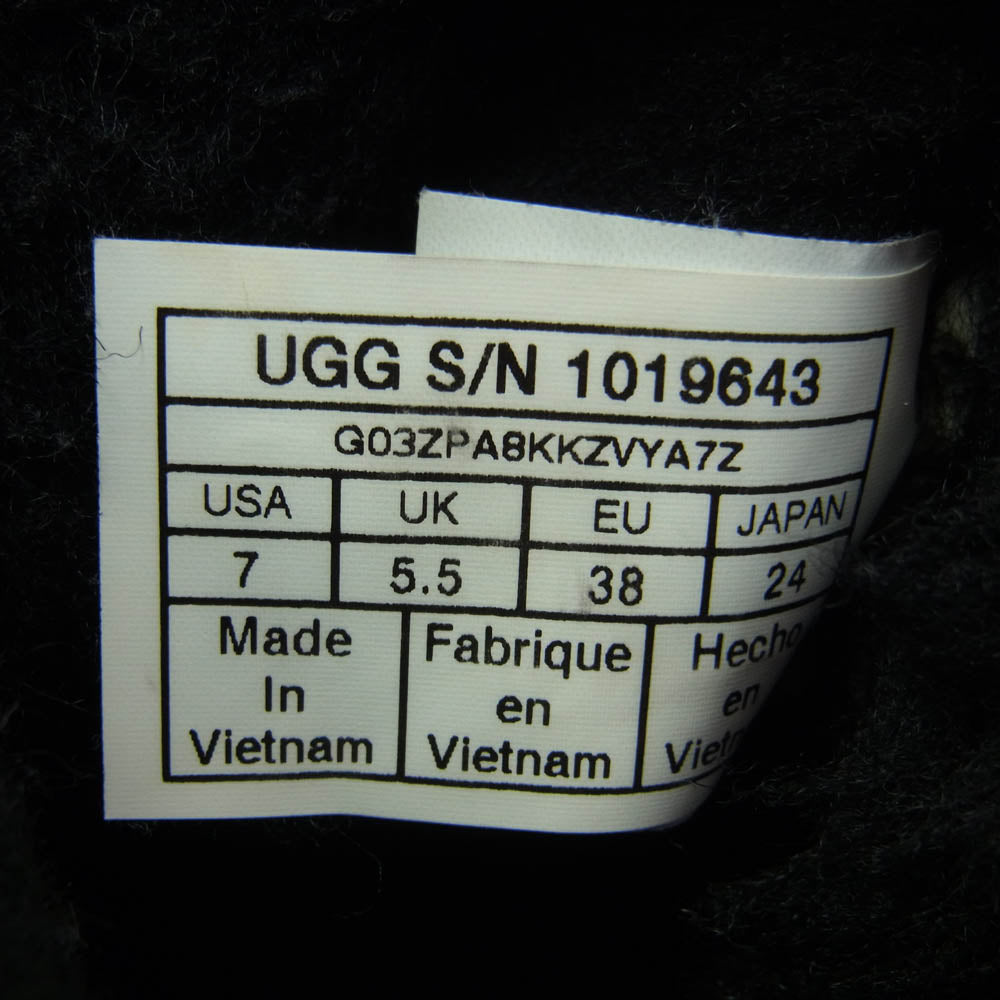 UGG S/N 1019643
G03ZPA8KKZVYA7Z
USA UK EU JAPAN
7 5.5 38 24
Made
In
Vietnam
Fabrique
en
Vietnam
Hecho
en